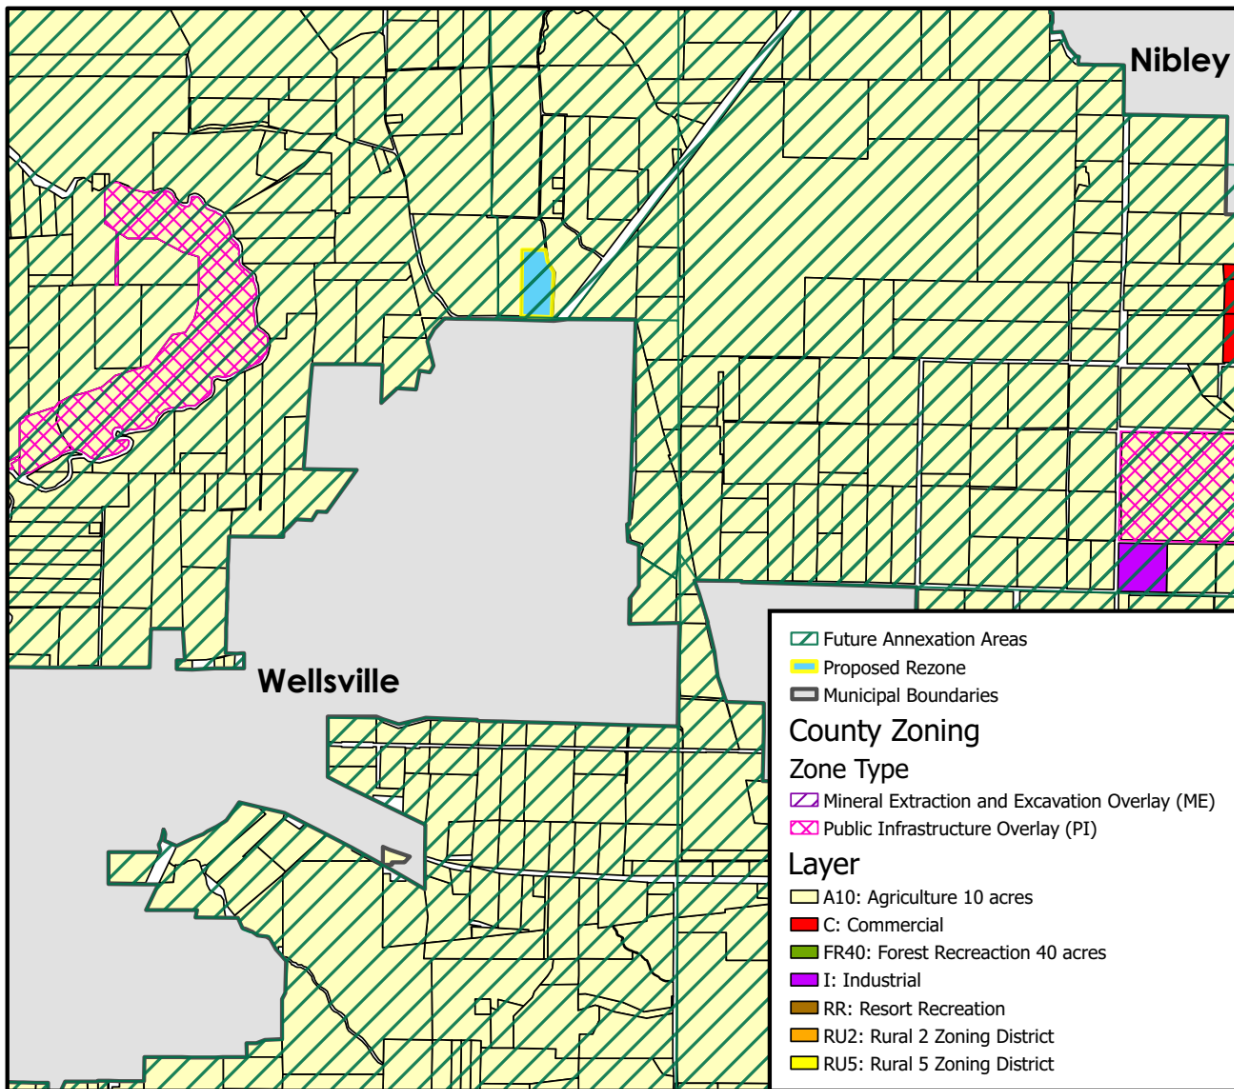 Nibley
Wellsville
Future Annexation Areas
Proposed Rezone
Municipal Boundaries
County Zoning
Zone Type
Mineral Extraction and Excavation Overlay (ME)
Public Infrastructure Overlay (PI)
Layer
A10: Agriculture 10 acres
C: Commercial
FR40: Forest Recreaction 40 acres
I: Industrial
RR: Resort Recreation
RU2: Rural 2 Zoning District
RU5: Rural 5 Zoning District